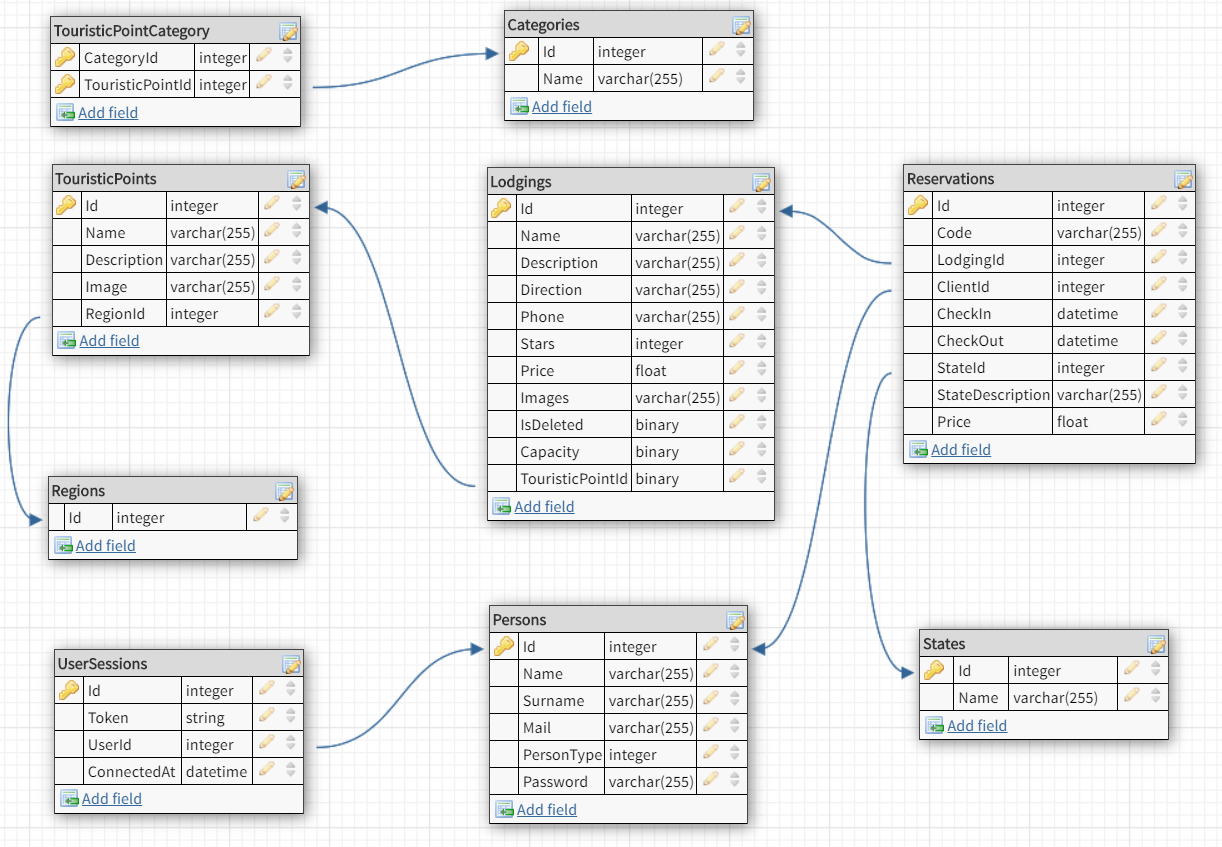 TouristicPointCategory
CategoryId integer
TouristicPointId integer
Add field
Categories
Id integer
Name varchar(255)
Add field
TouristicPoints
Id integer
Name varchar(255)
Description varchar(255)
Image varchar(255)
RegionId integer
Add field
Lodgings
Id integer
Name varchar(255)
Description varchar(255)
Direction varchar(255)
Phone varchar(255)
Stars integer
Price float
Images varchar(255)
IsDeleted binary
Capacity binary
TouristicPointId binary
Add field
Reservations
Id integer
Code varchar(255)
LodgingId integer
ClientId integer
CheckIn datetime
CheckOut datetime
StateId integer
StateDescription varchar(255)
Price float
Add field
Regions
Id integer
Add field
UserSessions
Id integer
Token string
UserId integer
ConnectedAt datetime
Add field
Persons
Id integer
Name varchar(255)
Surname varchar(255)
Mail varchar(255)
PersonType integer
Password varchar(255)
Add field
States
Id integer
Name varchar(255)
Add field